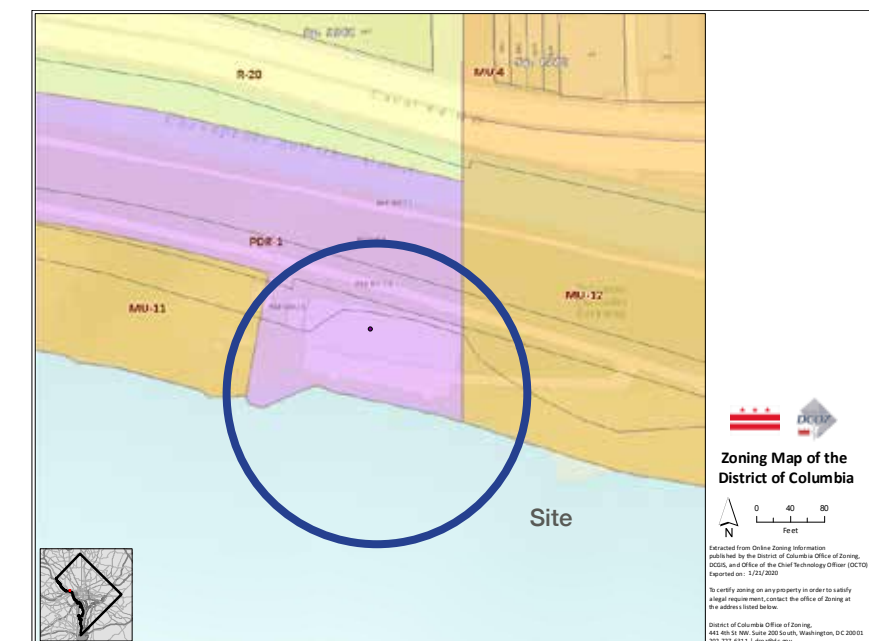 R-20
MU-4
Canal Rd NW
PDR-1
MU-11
MU-12
Site
DCOZ
Zoning Map of the
District of Columbia
N
0 40 80
Feet
Extracted from Online Zoning Information
published by the District of Columbia Office of Zoning,
DCGIS, and Office of the Chief Technology Officer (OCTO)
Exported on: 1/21/2020
To certify zoning on any property in order to satisfy
a legal requirement, contact the office of Zoning at
the address listed below.
District of Columbia Office of Zoning,
441 4th St NW. Suite 200 South, Washington, DC 20001